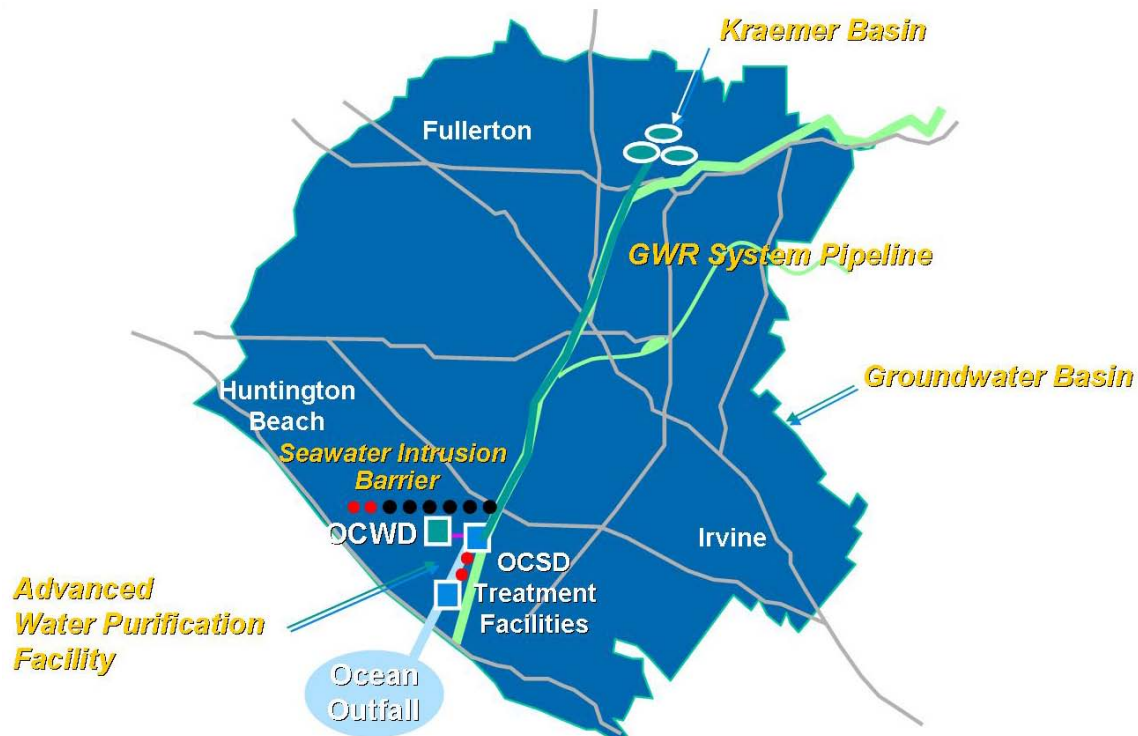 Kraemer Basin
Fullerton
GWR System Pipeline
Groundwater Basin
Huntington
Beach
Seawater Intrusion
Barrier
OCWD
Irvine
OCSD
Treatment
Facilities
Advanced
Water Purification
Facility
Ocean
Outfall